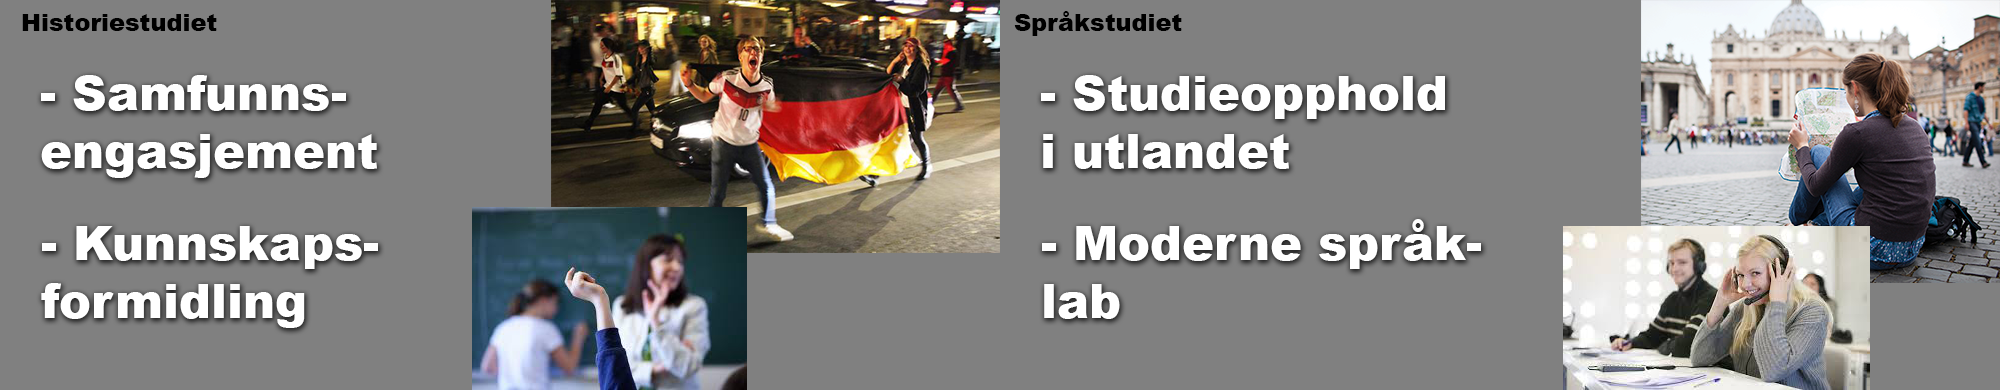 Historiestudiet
- Samfunns-
engasjement
- Kunnskaps-
formidling
Språkstudiet
- Studieopphold
i utlandet
- Moderne språk-
lab